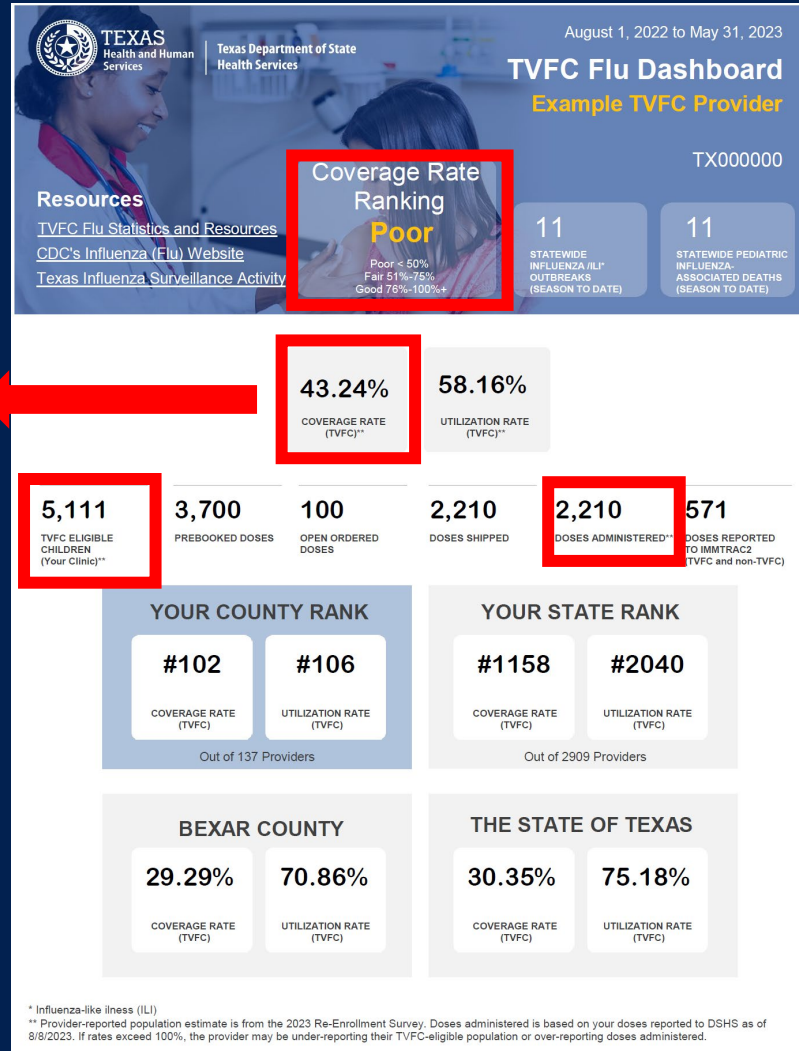 TEXAS
Health and Human
Services
Texas Department of State
Health Services
August 1, 2022 to May 31, 2023
TVFC Flu Dashboard
Example TVFC Provider
TX000000
Resources
TVFC Flu Statistics and Resources
CDC's Influenza (Flu) Website
Texas Influenza Surveillance Activity
Coverage Rate
Ranking
Poor
Poor < 50%
Fair 51%-75%
Good 76%-100%+
11
STATEWIDE
INFLUENZA /ILI*
OUTBREAKS
(SEASON TO DATE)
11
STATEWIDE PEDIATRIC
INFLUENZA-
ASSOCIATED DEATHS
(SEASON TO DATE)
43.24%
COVERAGE RATE
(TVFC)**
58.16%
UTILIZATION RATE
(TVFC)**
5,111
TVFC ELIGIBLE
CHILDREN
(Your Clinic)**
3,700
PREBOOKED DOSES
100
OPEN ORDERED
DOSES
2,210
DOSES SHIPPED
2,210
DOSES ADMINISTERED**
571
DOSES REPORTED
TO IMMTRAC2
(TVFC and non-TVFC)
YOUR COUNTY RANK
#102
COVERAGE RATE
(TVFC)
#106
UTILIZATION RATE
(TVFC)
Out of 137 Providers
YOUR STATE RANK
#1158
COVERAGE RATE
(TVFC)
#2040
UTILIZATION RATE
(TVFC)
Out of 2909 Providers
BEXAR COUNTY
29.29%
COVERAGE RATE
(TVFC)
70.86%
UTILIZATION RATE
(TVFC)
THE STATE OF TEXAS
30.35%
COVERAGE RATE
(TVFC)
75.18%
UTILIZATION RATE
(TVFC)
* Influenza-like ilness (ILI)
** Provider-reported population estimate is from the 2023 Re-Enrollment Survey. Doses administered is based on your doses reported to DSHS as of
8/8/2023. If rates exceed 100%, the provider may be under-reporting their TVFC-eligible population or over-reporting doses administered.